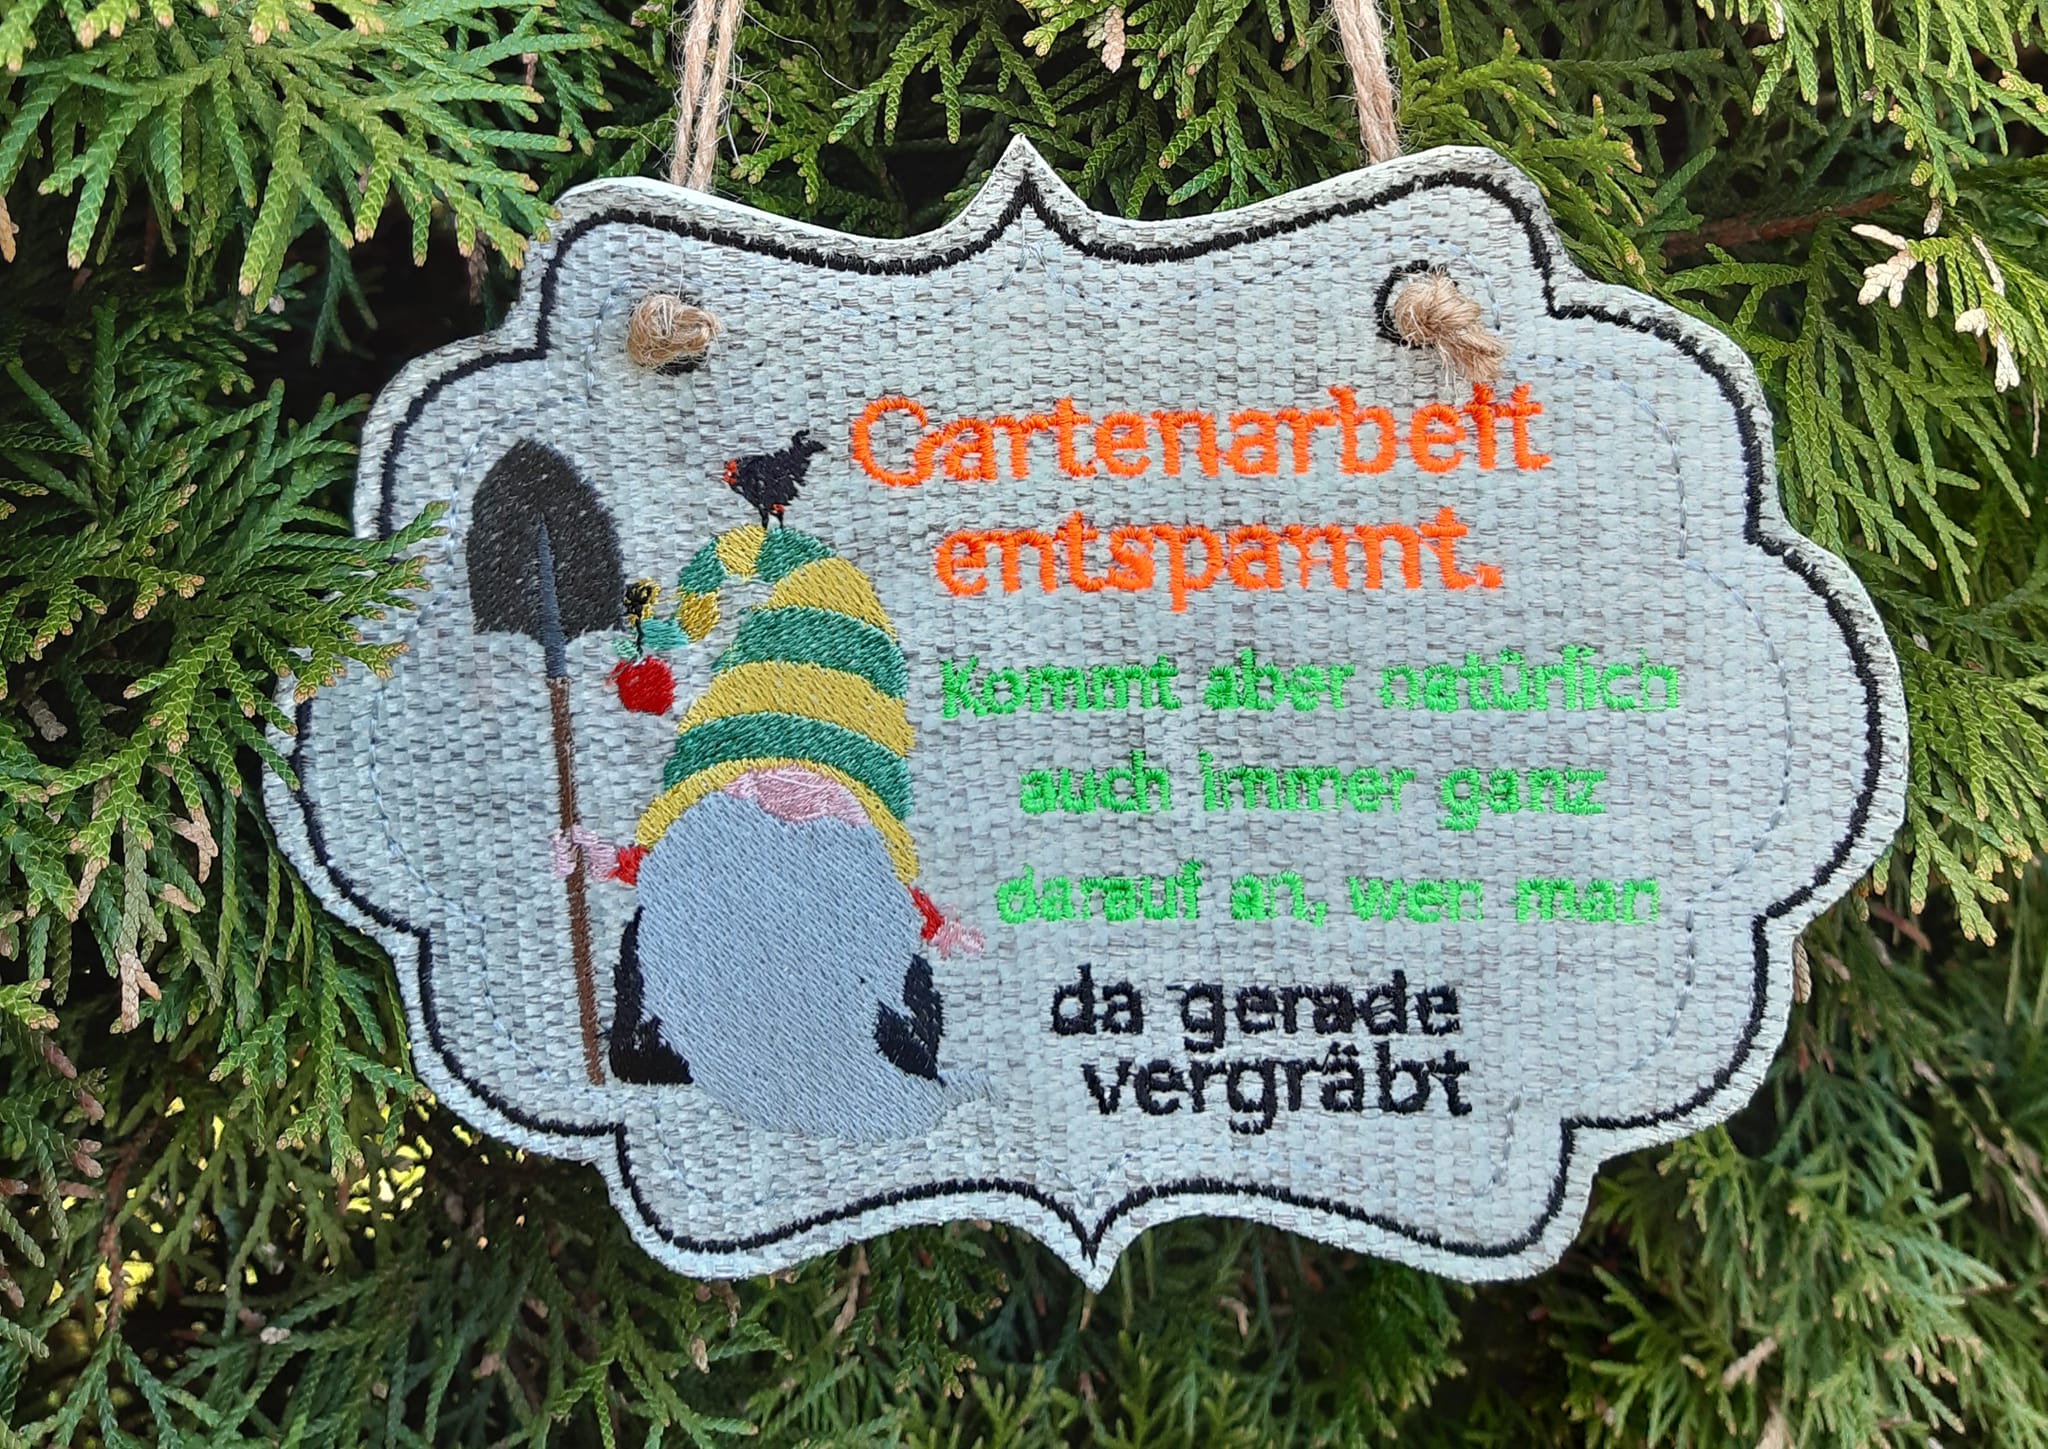 Gartenarbeit
entspannt.
Kommt aber natürlich
auch immer ganz
darauf an, wen man
da gerade
vergräbt